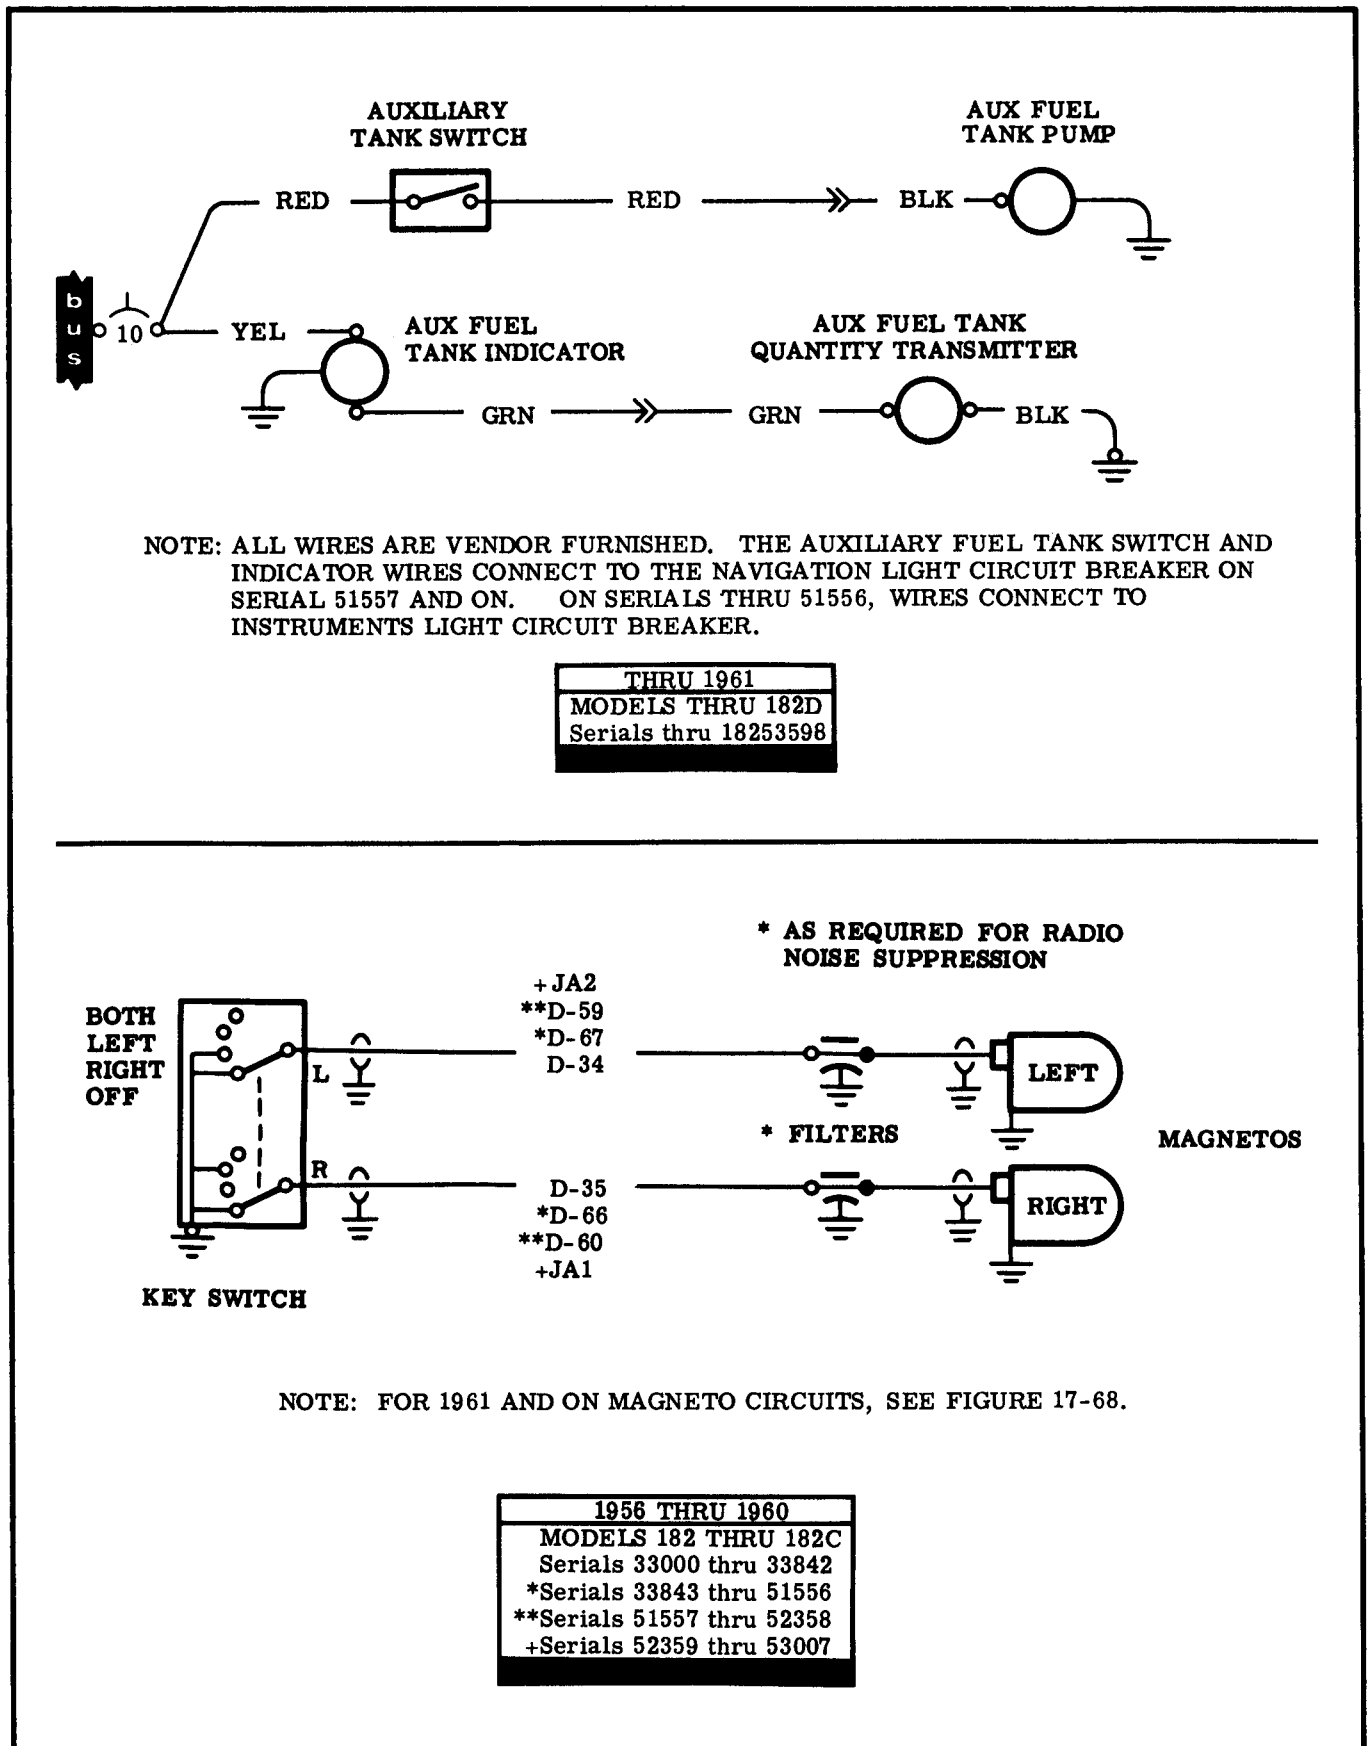 AUXILIARY
TANK SWITCH
AUX FUEL
TANK PUMP
RED
RED
BLK
bus
10
YEL
AUX FUEL
TANK INDICATOR
AUX FUEL TANK
QUANTITY TRANSMITTER
GRN
GRN
BLK
NOTE: ALL WIRES ARE VENDOR FURNISHED. THE AUXILIARY FUEL TANK SWITCH AND
INDICATOR WIRES CONNECT TO THE NAVIGATION LIGHT CIRCUIT BREAKER ON
SERIAL 51557 AND ON. ON SERIALS THRU 51556, WIRES CONNECT TO
INSTRUMENTS LIGHT CIRCUIT BREAKER.
THRU 1961
MODELS THRU 182D
Serials thru 18253598
* AS REQUIRED FOR RADIO
NOISE SUPPRESSION
BOTH
LEFT
RIGHT
OFF
L
+JA2
**D-59
*D-67
D-34
LEFT
* FILTERS
MAGNETOS
R
D-35
*D-66
**D-60
+JA1
RIGHT
KEY SWITCH
NOTE: FOR 1961 AND ON MAGNETO CIRCUITS, SEE FIGURE 17-68.
1956 THRU 1960
MODELS 182 THRU 182C
Serials 33000 thru 33842
*Serials 33843 thru 51556
**Serials 51557 thru 52358
+Serials 52359 thru 53007